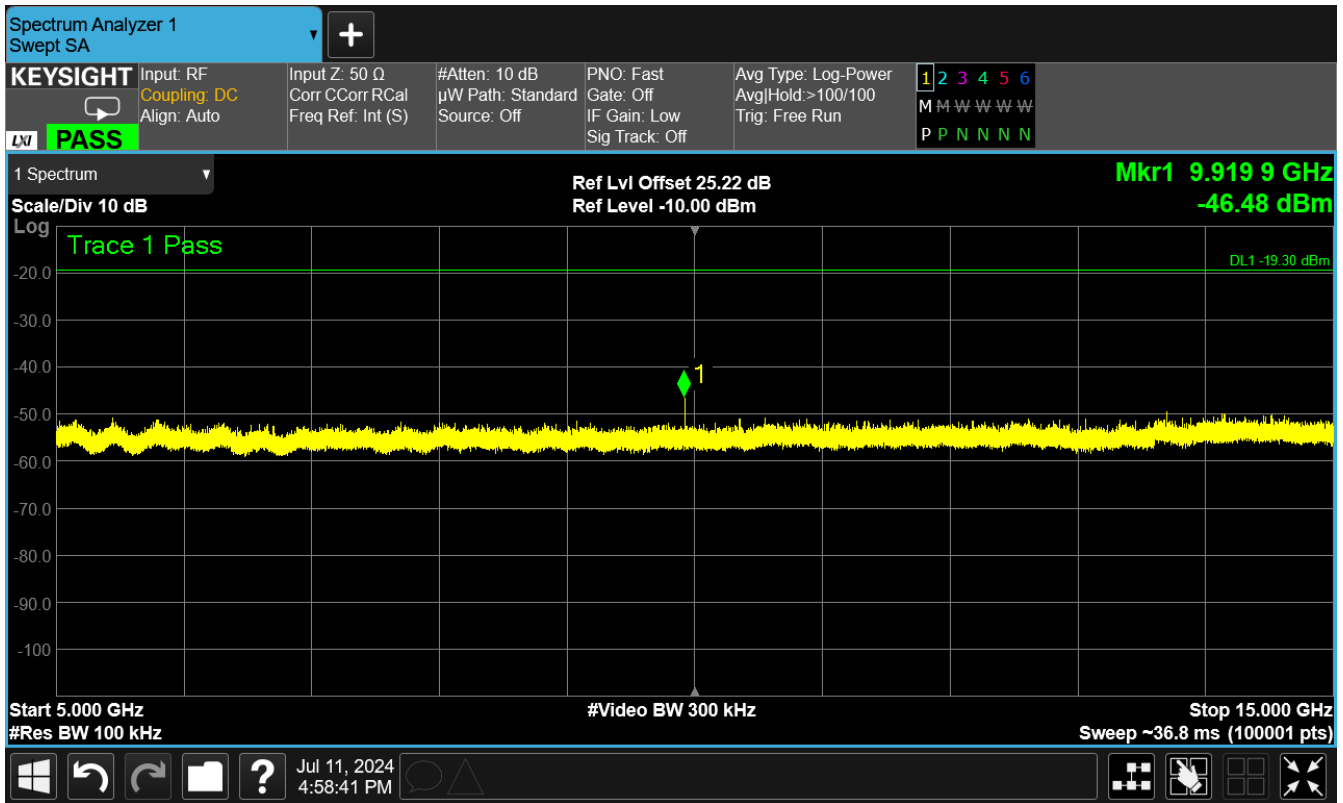 Spectrum Analyzer 1
Swept SA
KEYSIGHT
LXI PASS
Input: RF
Coupling: DC
Align: Auto
Input Z: 50 Ω
Corr CCorr RCal
Freq Ref: Int (S)
#Atten: 10 dB
µW Path: Standard
Source: Off
PNO: Fast
Gate: Off
IF Gain: Low
Sig Track: Off
Avg Type: Log-Power
Avg|Hold:>100/100
Trig: Free Run
1 2 3 4 5 6
M M W W W W
P P N N N N
1 Spectrum
Scale/Div 10 dB
Ref Lvl Offset 25.22 dB
Ref Level -10.00 dBm
Mkr1 9.919 9 GHz
-46.48 dBm
Log
Trace 1 Pass
DL1 -19.30 dBm
-20.0
-30.0
-40.0
1
-50.0
-60.0
-70.0
-80.0
-90.0
-100
Start 5.000 GHz
#Res BW 100 kHz
#Video BW 300 kHz
Stop 15.000 GHz
Sweep ~36.8 ms (100001 pts)
?
Jul 11, 2024
4:58:41 PM